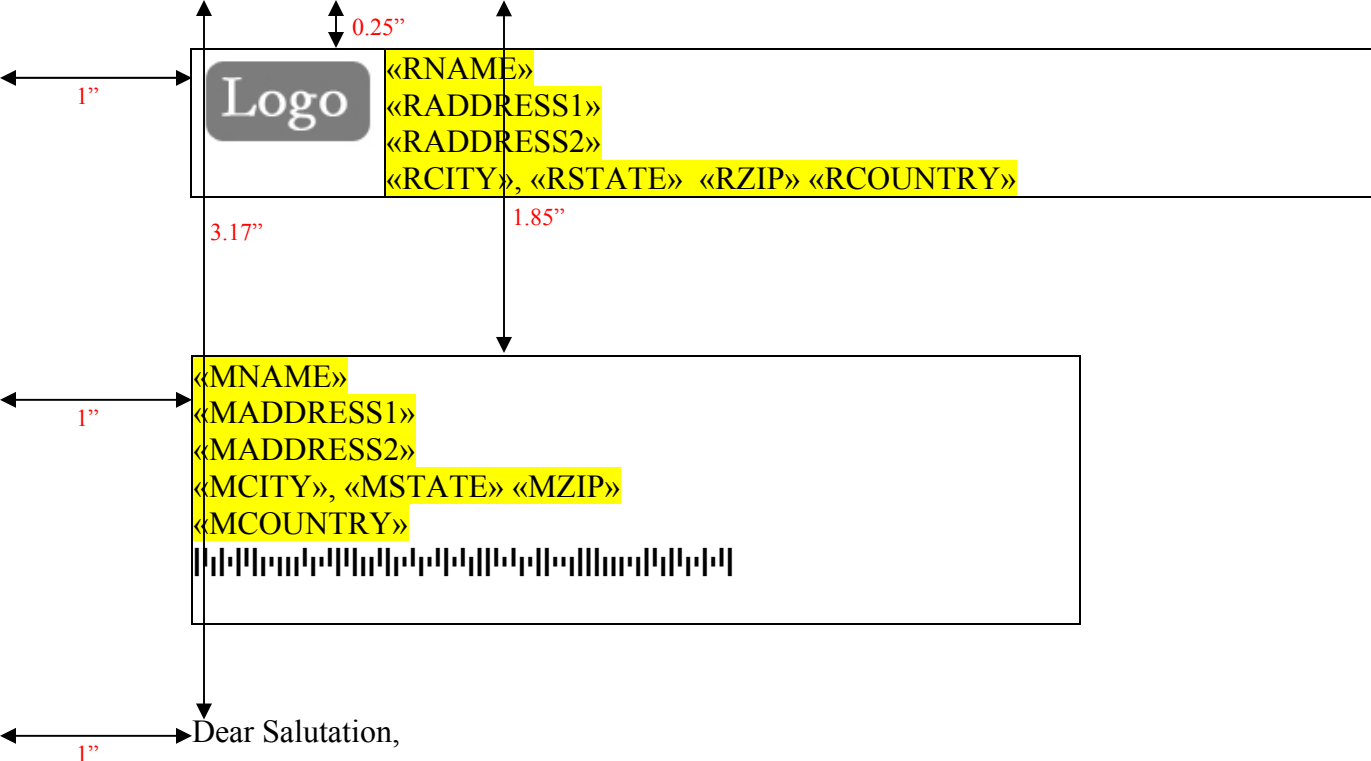 0.25”
1”
Logo
«RNAME»
«RADDRESS1»
«RADDRESS2»
«RCITY», «RSTATE»  «RZIP» «RCOUNTRY»
1.85”
3.17”
«MNAME»
1”
«MADDRESS1»
«MADDRESS2»
«MCITY», «MSTATE» «MZIP»
«MCOUNTRY»
Dear Salutation,
1”